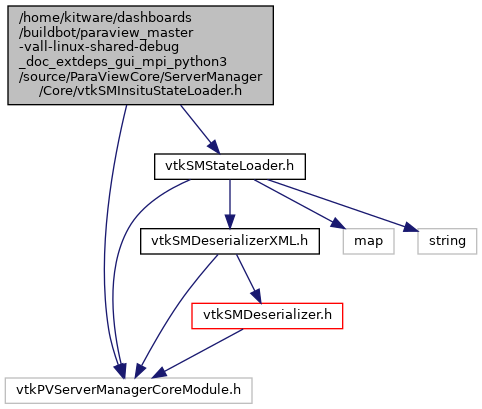 /home/kitware/dashboards
/buildbot/paraview_master
-vall-linux-shared-debug
_doc_extdeps_gui_mpi_python3
/source/ParaViewCore/ServerManager
/Core/vtkSMInsituStateLoader.h
vtkSMStateLoader.h
vtkSMDeserializerXML.h
map
string
vtkSMDeserializer.h
vtkPVServerManagerCoreModule.h